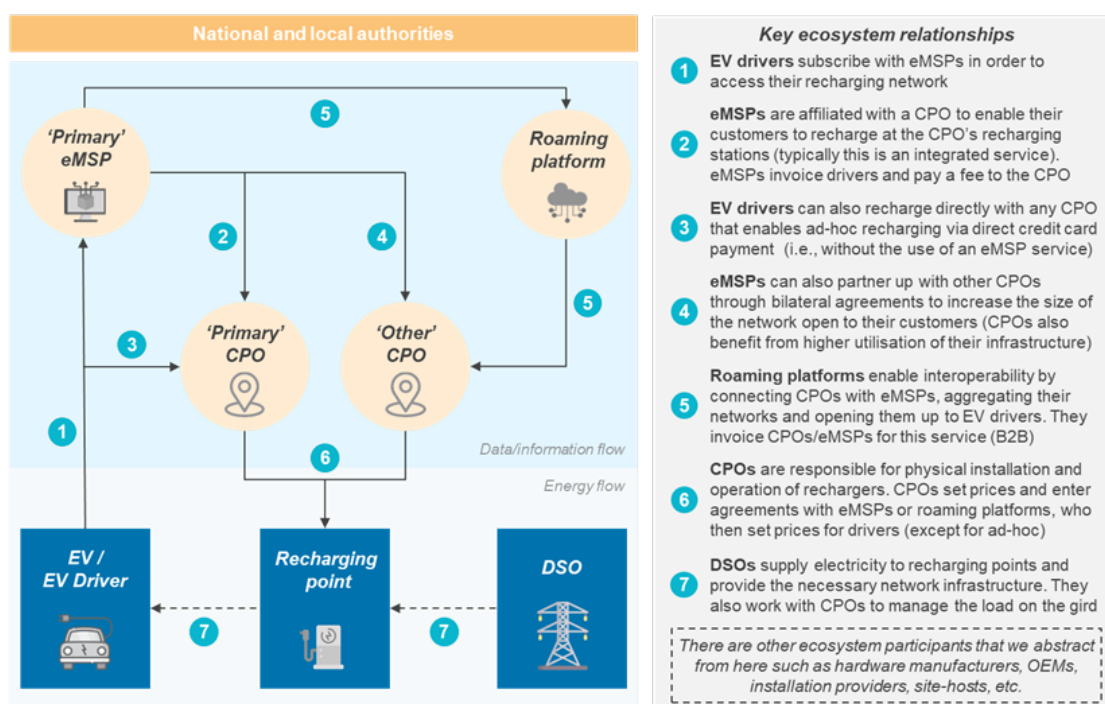 National and local authorities
'Primary'
eMSP
5
Roaming
platform
2
4
5
'Primary'
CPO
'Other'
CPO
3
1
6
Data/information flow
Energy flow
EV /
EV Driver
Recharging
point
DSO
7
7
Key ecosystem relationships
1
EV drivers subscribe with eMSPs in order to
access their recharging network
2
eMSPs are affiliated with a CPO to enable their
customers to recharge at the CPO's recharging
stations (typically this is an integrated service).
eMSPs invoice drivers and pay a fee to the CPO
3
EV drivers can also recharge directly with any CPO
that enables ad-hoc recharging via direct credit card
payment (i.e., without the use of an eMSP service)
4
eMSPs can also partner up with other CPOs
through bilateral agreements to increase the size of
the network open to their customers (CPOs also
benefit from higher utilisation of their infrastructure)
5
Roaming platforms enable interoperability by
connecting CPOs with eMSPs, aggregating their
networks and opening them up to EV drivers. They
invoice CPOs/eMSPs for this service (B2B)
6
CPOs are responsible for physical installation and
operation of rechargers. CPOs set prices and enter
agreements with eMSPs or roaming platforms, who
then set prices for drivers (except for ad-hoc)
7
DSOs supply electricity to recharging points and
provide the necessary network infrastructure. They
also work with CPOs to manage the load on the gird
There are other ecosystem participants that we abstract
from here such as hardware manufacturers, OEMs,
installation providers, site-hosts, etc.